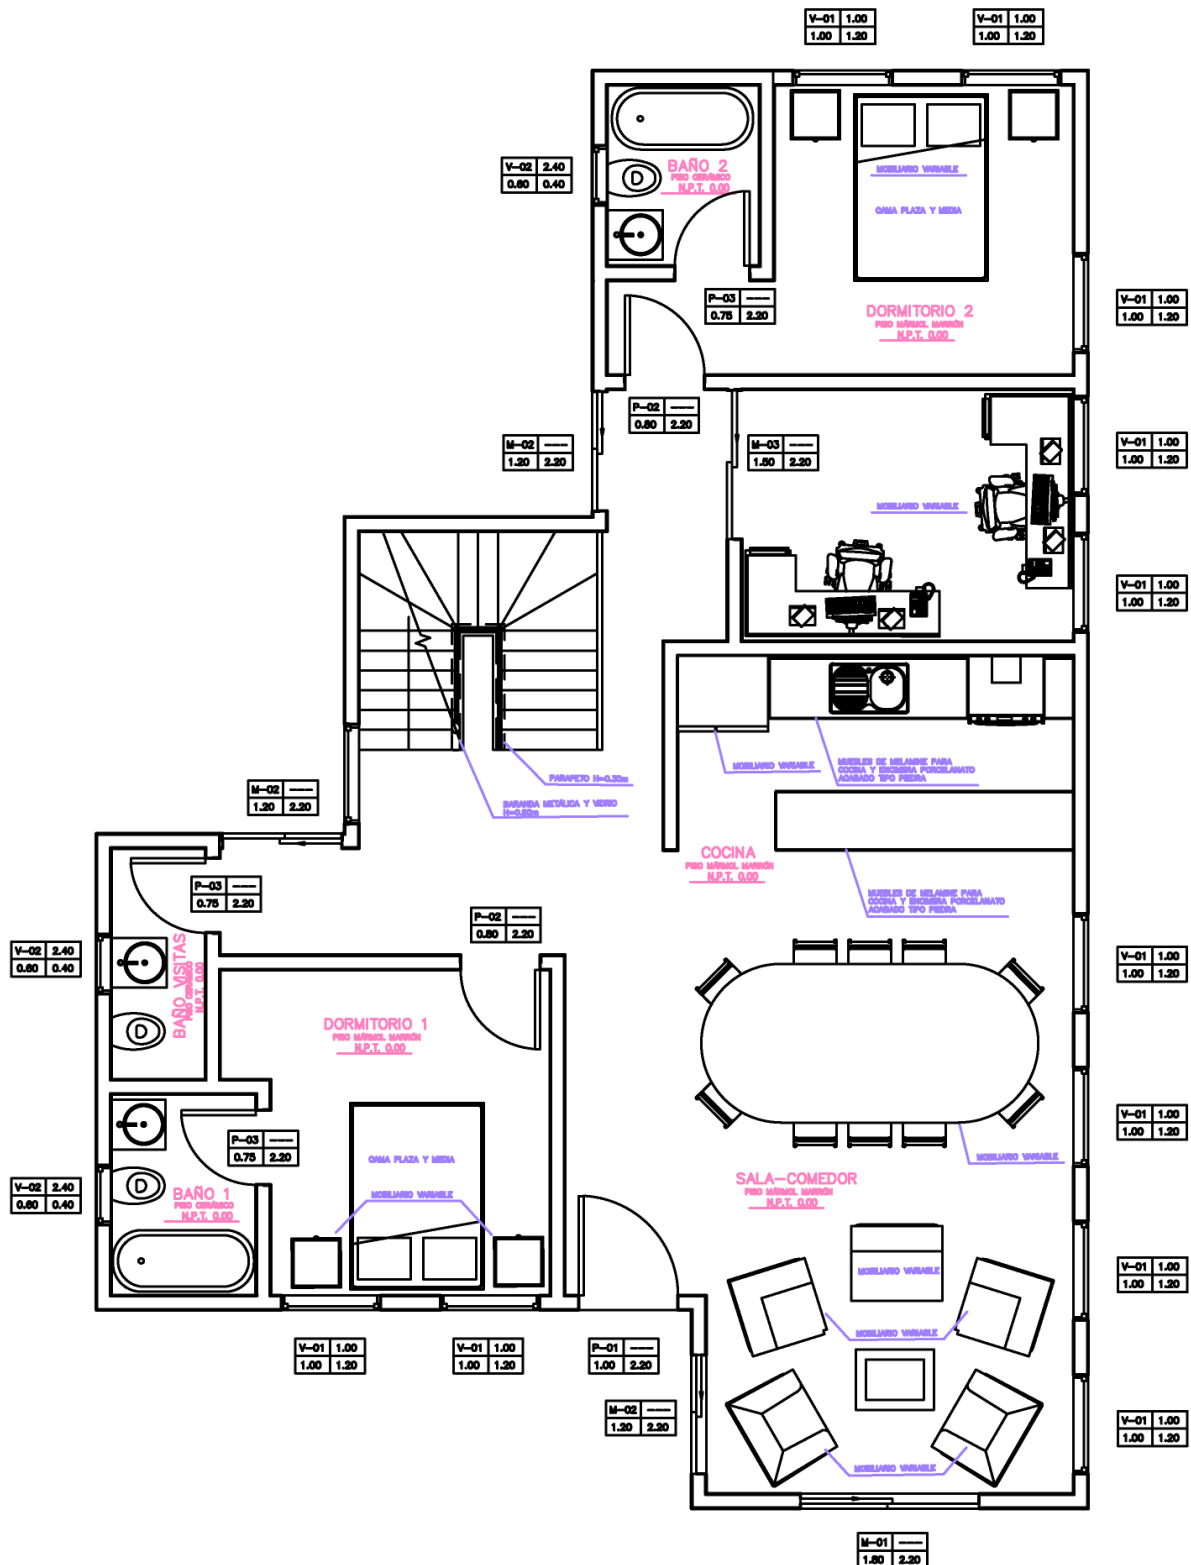 V-01 1.00
1.00 1.20
V-01 1.00
1.00 1.20
V-02 2.40
0.60 0.40
BAÑO 2
PISO CERÁMICO
N.P.T. 0.00
D
MOBILIARIO VARIABLE
CAMA PLAZA Y MEDIA
P-03 ----
0.75 2.20
DORMITORIO 2
PISO MÁRMOL MARRÓN
N.P.T. 0.00
V-01 1.00
1.00 1.20
P-02 ----
0.80 2.20
M-02 ----
1.20 2.20
M-03 ----
1.50 2.20
V-01 1.00
1.00 1.20
MOBILIARIO VARIABLE
V-01 1.00
1.00 1.20
PARAPETO H=0.30m
BARANDA METÁLICA Y VIDRIO
H=0.60m
MOBILIARIO VARIABLE
MUEBLES DE MELAMINE PARA
COCINA Y ENCIMERA PORCELANATO
ACABADO TIPO PIEDRA
M-02 ----
1.20 2.20
COCINA
PISO MÁRMOL MARRÓN
N.P.T. 0.00
MUEBLES DE MELAMINE PARA
COCINA Y ENCIMERA PORCELANATO
ACABADO TIPO PIEDRA
P-03 ----
0.75 2.20
P-02 ----
0.80 2.20
V-02 2.40
0.60 0.40
BAÑO VISITAS
PISO CERÁMICO
N.P.T. 0.00
D
V-01 1.00
1.00 1.20
DORMITORIO 1
PISO MÁRMOL MARRÓN
N.P.T. 0.00
V-01 1.00
1.00 1.20
P-03 ----
0.75 2.20
CAMA PLAZA Y MEDIA
MOBILIARIO VARIABLE
MOBILIARIO VARIABLE
V-02 2.40
0.60 0.40
D
BAÑO 1
PISO CERÁMICO
N.P.T. 0.00
SALA-COMEDOR
PISO MÁRMOL MARRÓN
N.P.T. 0.00
V-01 1.00
1.00 1.20
MOBILIARIO VARIABLE
MOBILIARIO VARIABLE
V-01 1.00
1.00 1.20
V-01 1.00
1.00 1.20
P-01 ----
1.00 2.20
M-02 ----
1.20 2.20
V-01 1.00
1.00 1.20
MOBILIARIO VARIABLE
M-01 ----
1.80 2.20